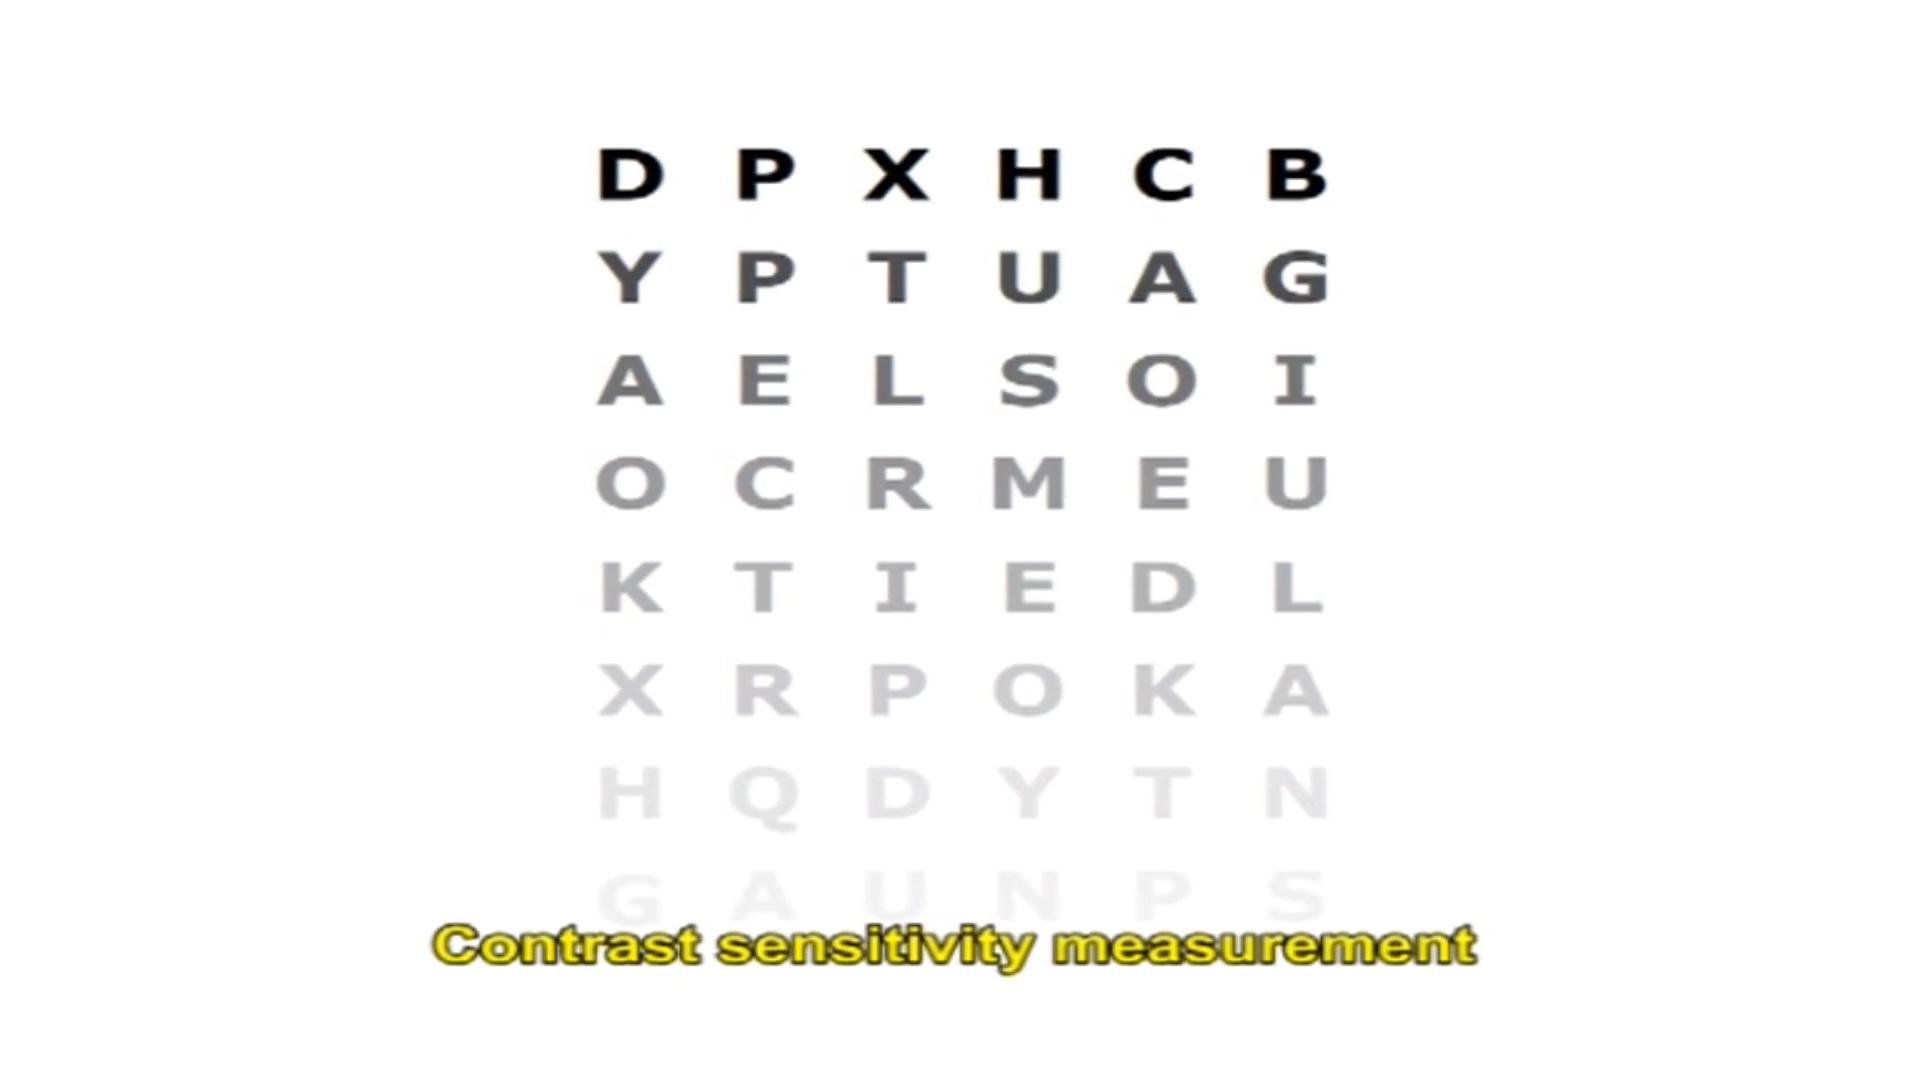 D P X H C B
Y P T U A G
A E L S O I
O C R M E U
K T I E D L
X R P O K A
H Q D Y T N
G A U N P S
Contrast sensitivity measurement